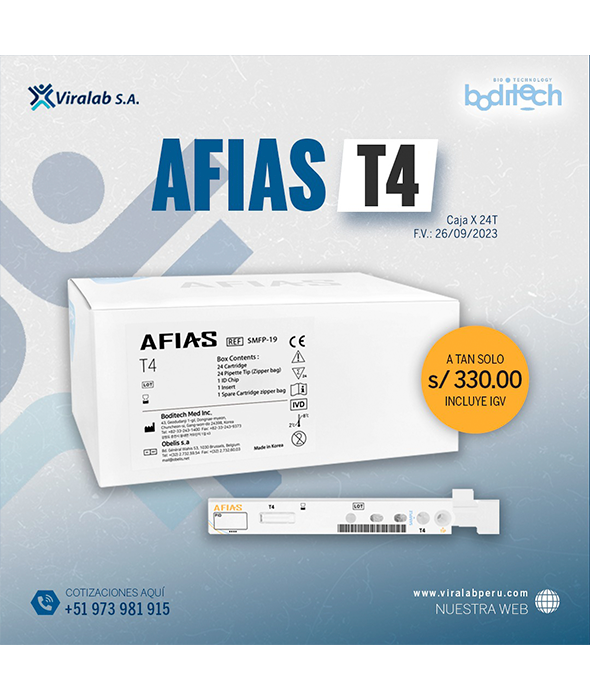 Viralab S.A.
BIO TECHNOLOGY
boditech
AFIAS T4
Caja X 24T
F.V.: 26/09/2023
AFIAS
REF SMFP-19
T4
LOT
Box Contents :
24 Cartridge
24 Pipette Tip (Zipper bag)
1 ID Chip
1 Insert
1 Spare Cartridge zipper bag
IVD
Boditech Med Inc.
Obelis s.a
Made in Korea
A TAN SOLO
s/ 330.00
INCLUYE IGV
AFIAS
PID
T4
LOT
T4
COTIZACIONES AQUÍ
+51 973 981 915
www.viralabperu.com
NUESTRA WEB